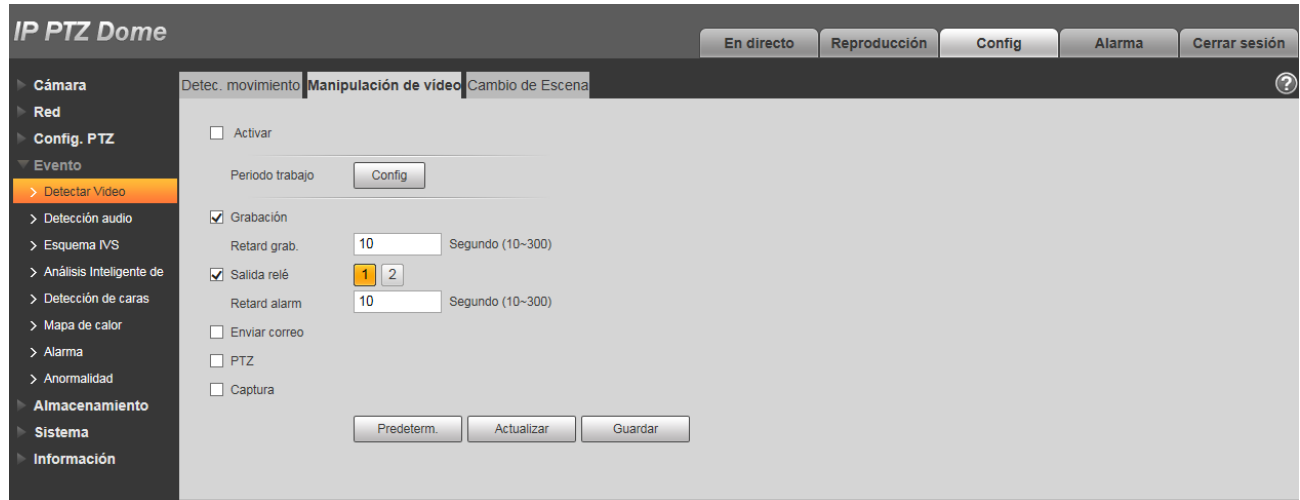 IP PTZ Dome
En directo Reproducción Config Alarma Cerrar sesión
Cámara
Red
Config. PTZ
Evento
Detectar Video
Detección audio
Esquema IVS
Análisis Inteligente de
Detección de caras
Mapa de calor
Alarma
Anormalidad
Almacenamiento
Sistema
Información
Detec. movimiento Manipulación de vídeo Cambio de Escena
?
Activar
Periodo trabajo Config
Grabación
Retard grab. 10 Segundo (10~300)
Salida relé 1 2
Retard alarm 10 Segundo (10~300)
Enviar correo
PTZ
Captura
Predeterm. Actualizar Guardar